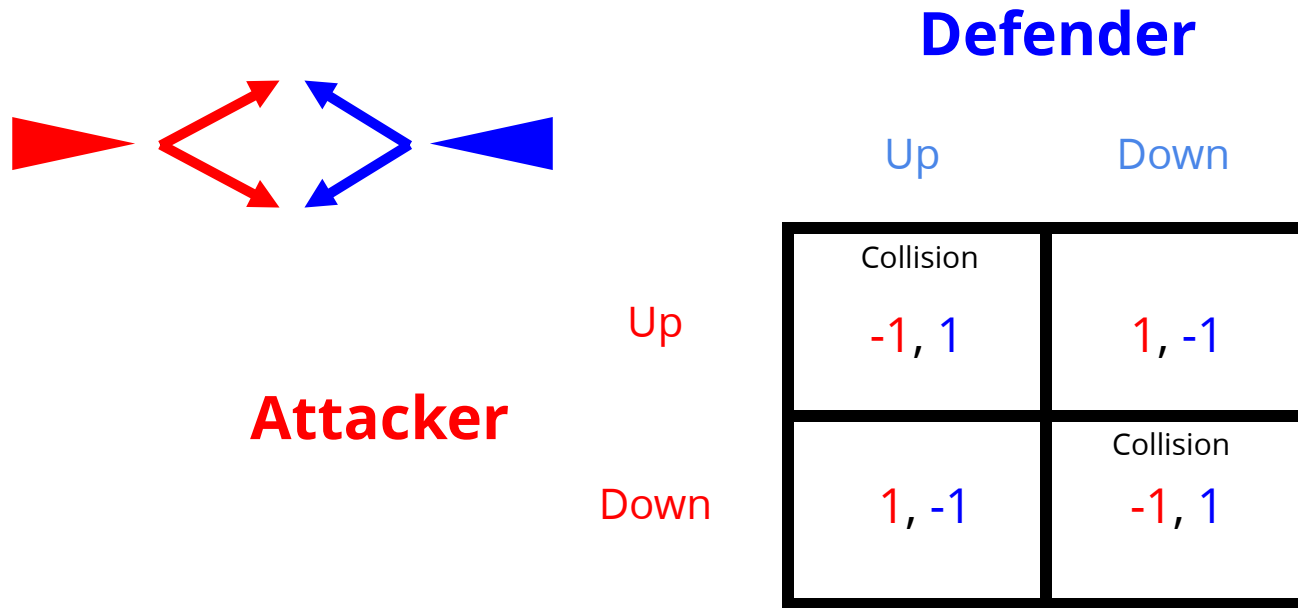 Defender
Up Down
Collision
Up -1, 1 1, -1
Attacker
Collision
Down 1, -1 -1, 1